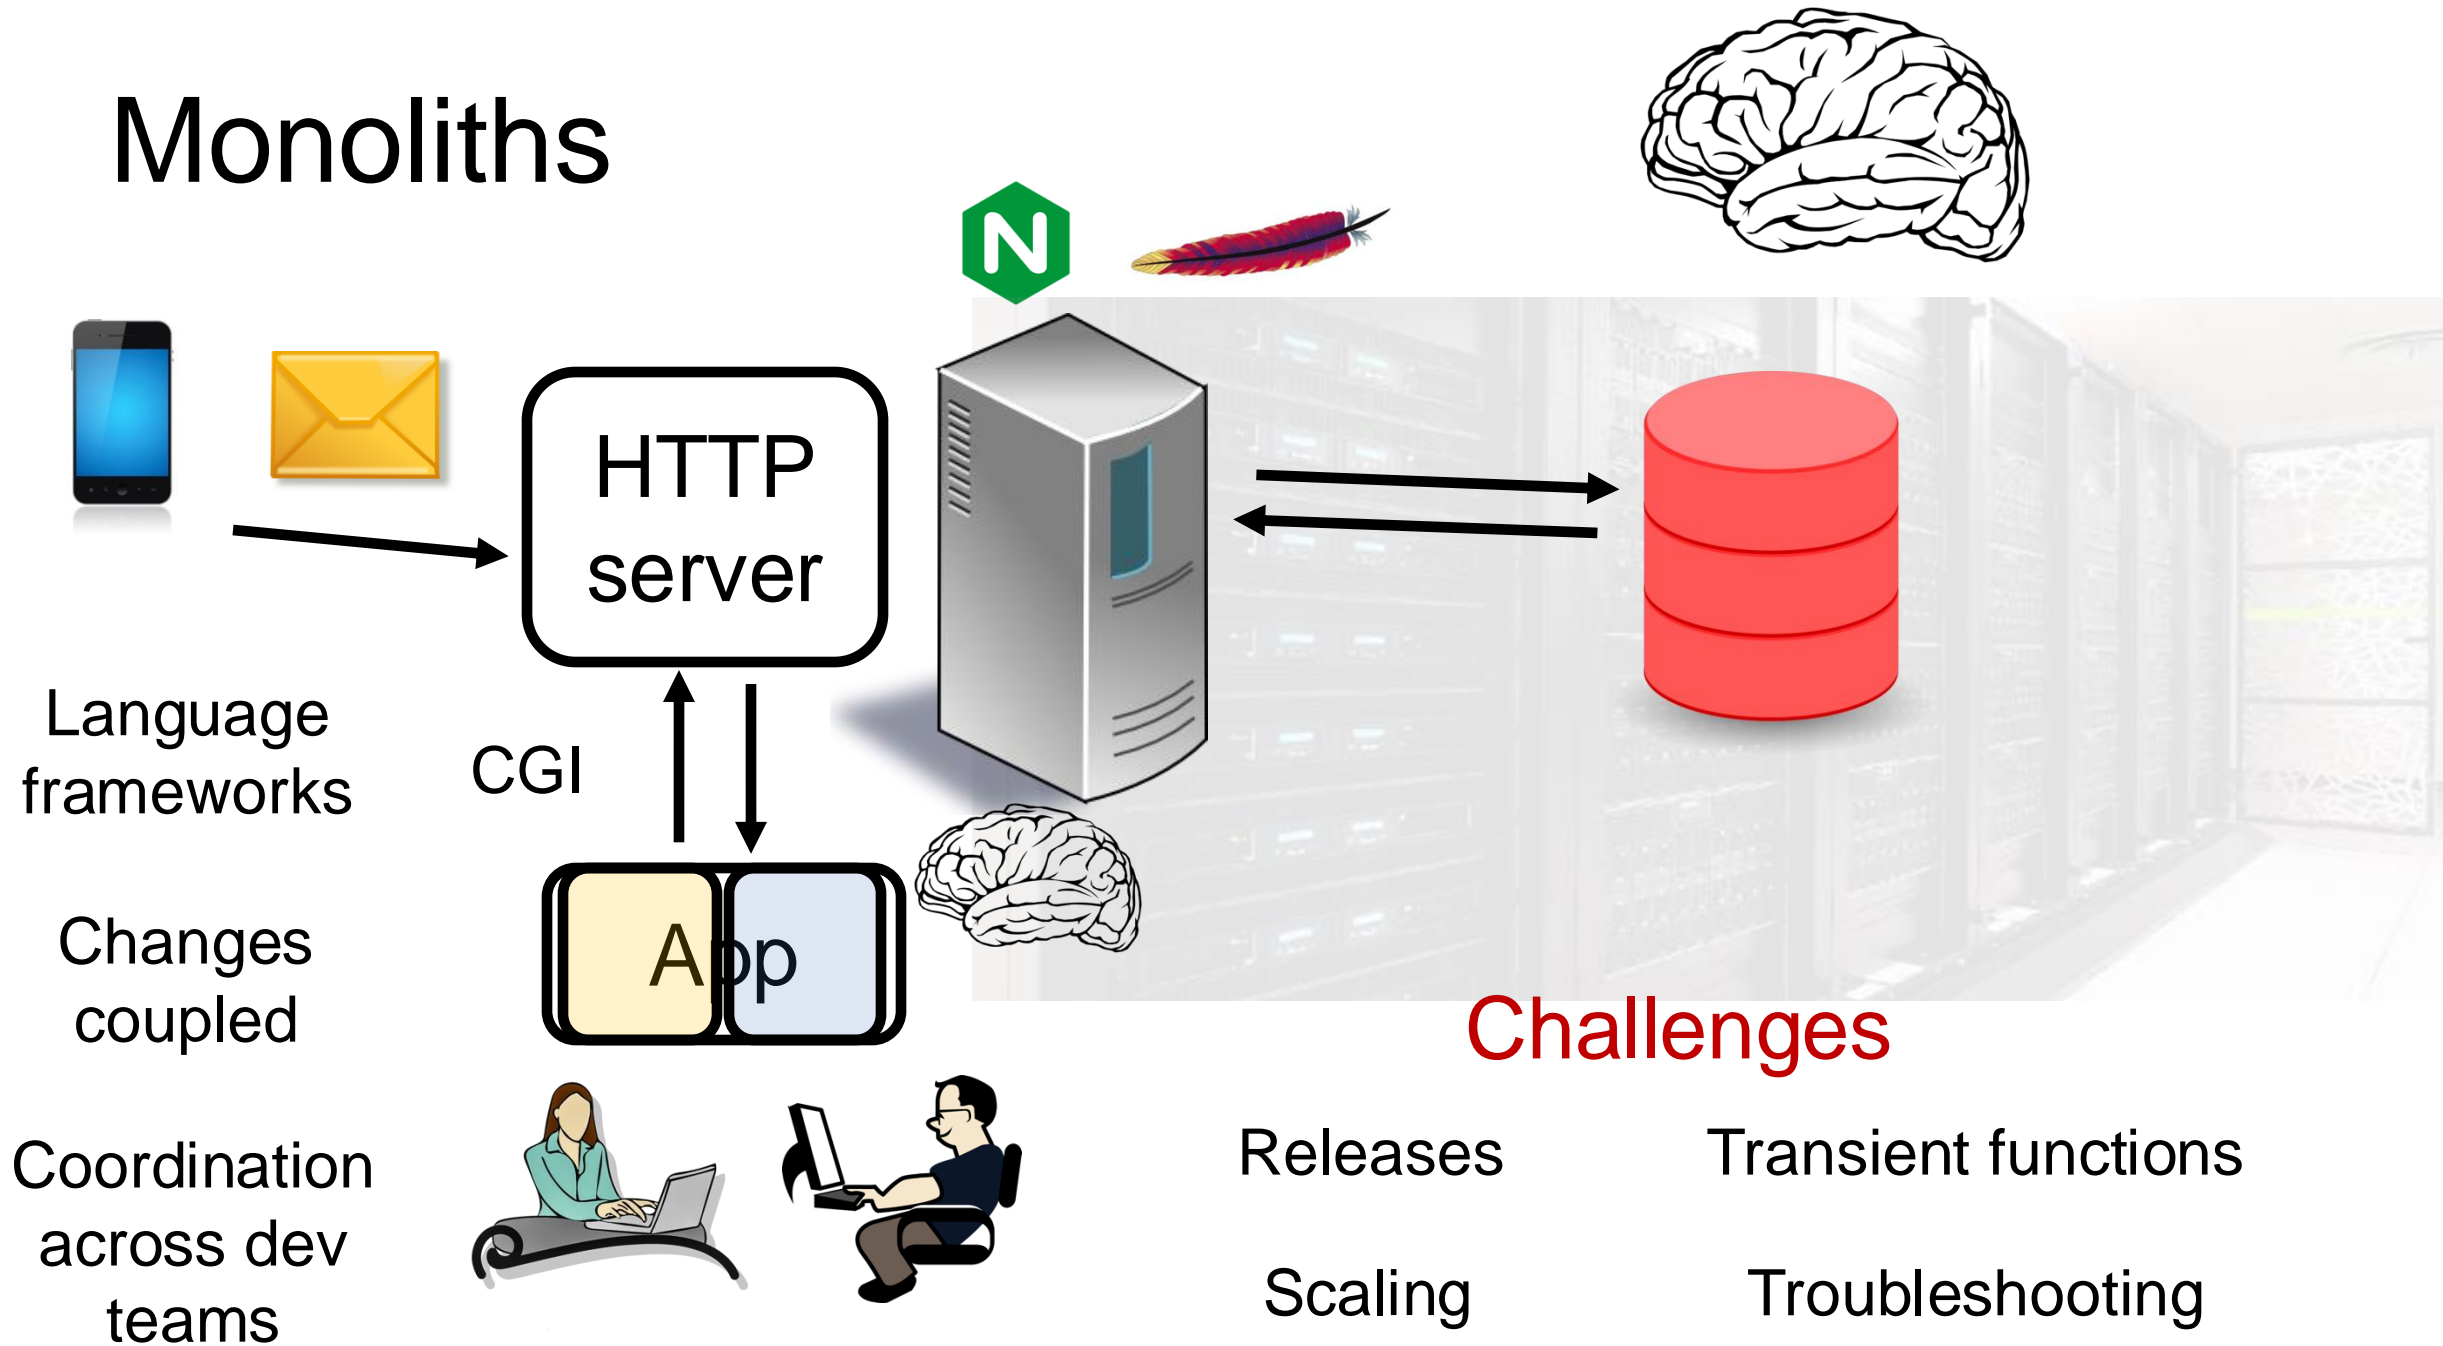 Monoliths
N
HTTP
server
Language
frameworks
CGI
Changes
coupled
App
Coordination
across dev
teams
Challenges
Releases
Transient functions
Scaling
Troubleshooting